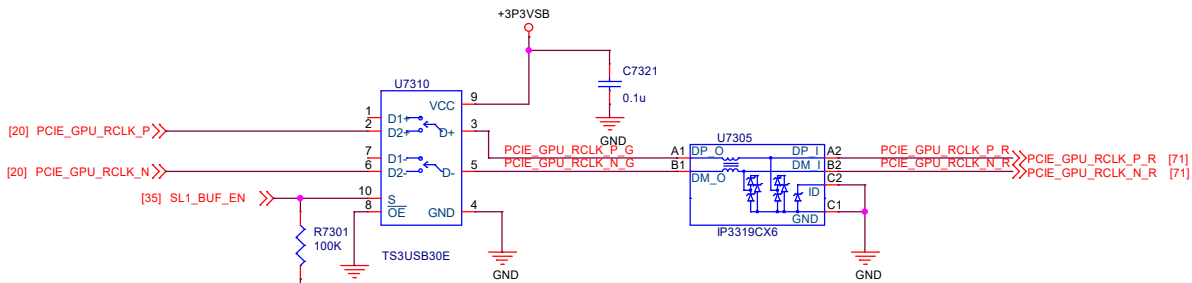 +3P3VSB
U7310
C7321
0.1u
GND
1 D1+ VCC 9
[20] PCIE_GPU_RCLK_P 2 D2+ D+ 3
7 D1-
[20] PCIE_GPU_RCLK_N 6 D2- D- 5
[35] SL1_BUF_EN 10 S
8 OE GND 4
R7301
100K
TS3USB30E
GND
U7305
PCIE_GPU_RCLK_P_G A1 DP_O DP_I A2 PCIE_GPU_RCLK_P_R
PCIE_GPU_RCLK_N_G B1 DM_O DM_I B2 PCIE_GPU_RCLK_N_R
PCIE_GPU_RCLK_P_R [71]
PCIE_GPU_RCLK_N_R [71]
C2
ID
GND C1
IP3319CX6
GND